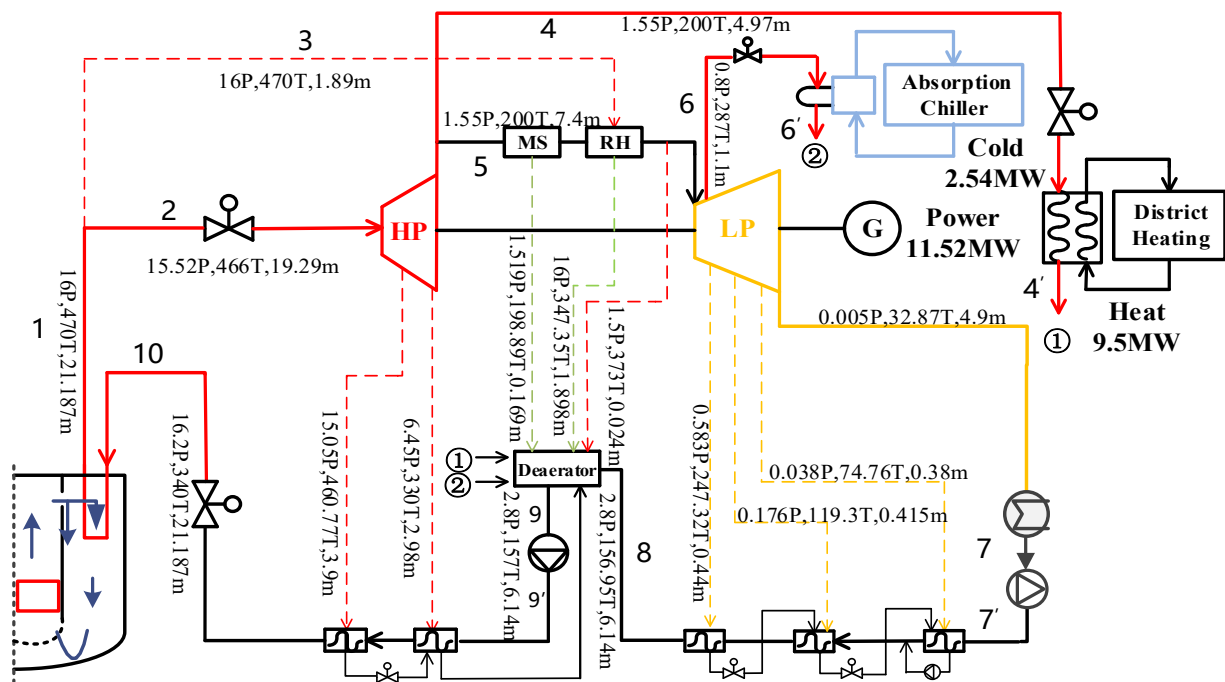 3
4
1.55P,200T,4.97m
16P,470T,1.89m
6
0.8P,287T,1.1m
Absorption
Chiller
1.55P,200T,7.4m
MS
RH
5
6′
②
Cold
2.54MW
2
HP
LP
G
Power
11.52MW
District
Heating
15.52P,466T,19.29m
4′
①
Heat
9.5MW
1
16P,470T,21.187m
10
0.005P,32.87T,4.9m
1.519P,198.89T,0.169m
16P,347.35T,1.898m
1.5P,373T,0.024m
16.2P,340T,21.187m
15.05P,460.77T,3.9m
6.45P,330T,2.98m
①
②
Deaerator
0.583P,247.32T,0.44m
0.038P,74.76T,0.38m
0.176P,119.3T,0.415m
2.8P,157T,6.14m
9
9′
2.8P,156.95T,6.14m
8
7
7′